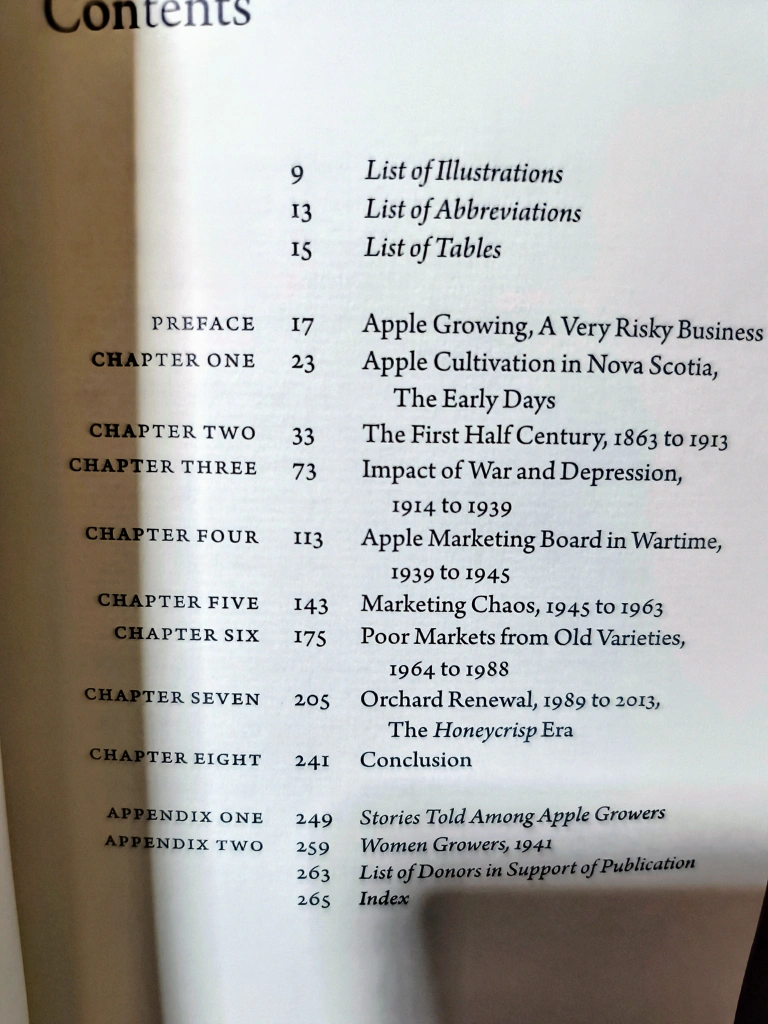 Contents
9 List of Illustrations
13 List of Abbreviations
15 List of Tables
PREFACE 17 Apple Growing, A Very Risky Business
CHAPTER ONE 23 Apple Cultivation in Nova Scotia,
The Early Days
CHAPTER TWO 33 The First Half Century, 1863 to 1913
CHAPTER THREE 73 Impact of War and Depression,
1914 to 1939
CHAPTER FOUR 113 Apple Marketing Board in Wartime,
1939 to 1945
CHAPTER FIVE 143 Marketing Chaos, 1945 to 1963
CHAPTER SIX 175 Poor Markets from Old Varieties,
1964 to 1988
CHAPTER SEVEN 205 Orchard Renewal, 1989 to 2013,
The Honeycrisp Era
CHAPTER EIGHT 241 Conclusion
APPENDIX ONE 249 Stories Told Among Apple Growers
APPENDIX TWO 259 Women Growers, 1941
263 List of Donors in Support of Publication
265 Index